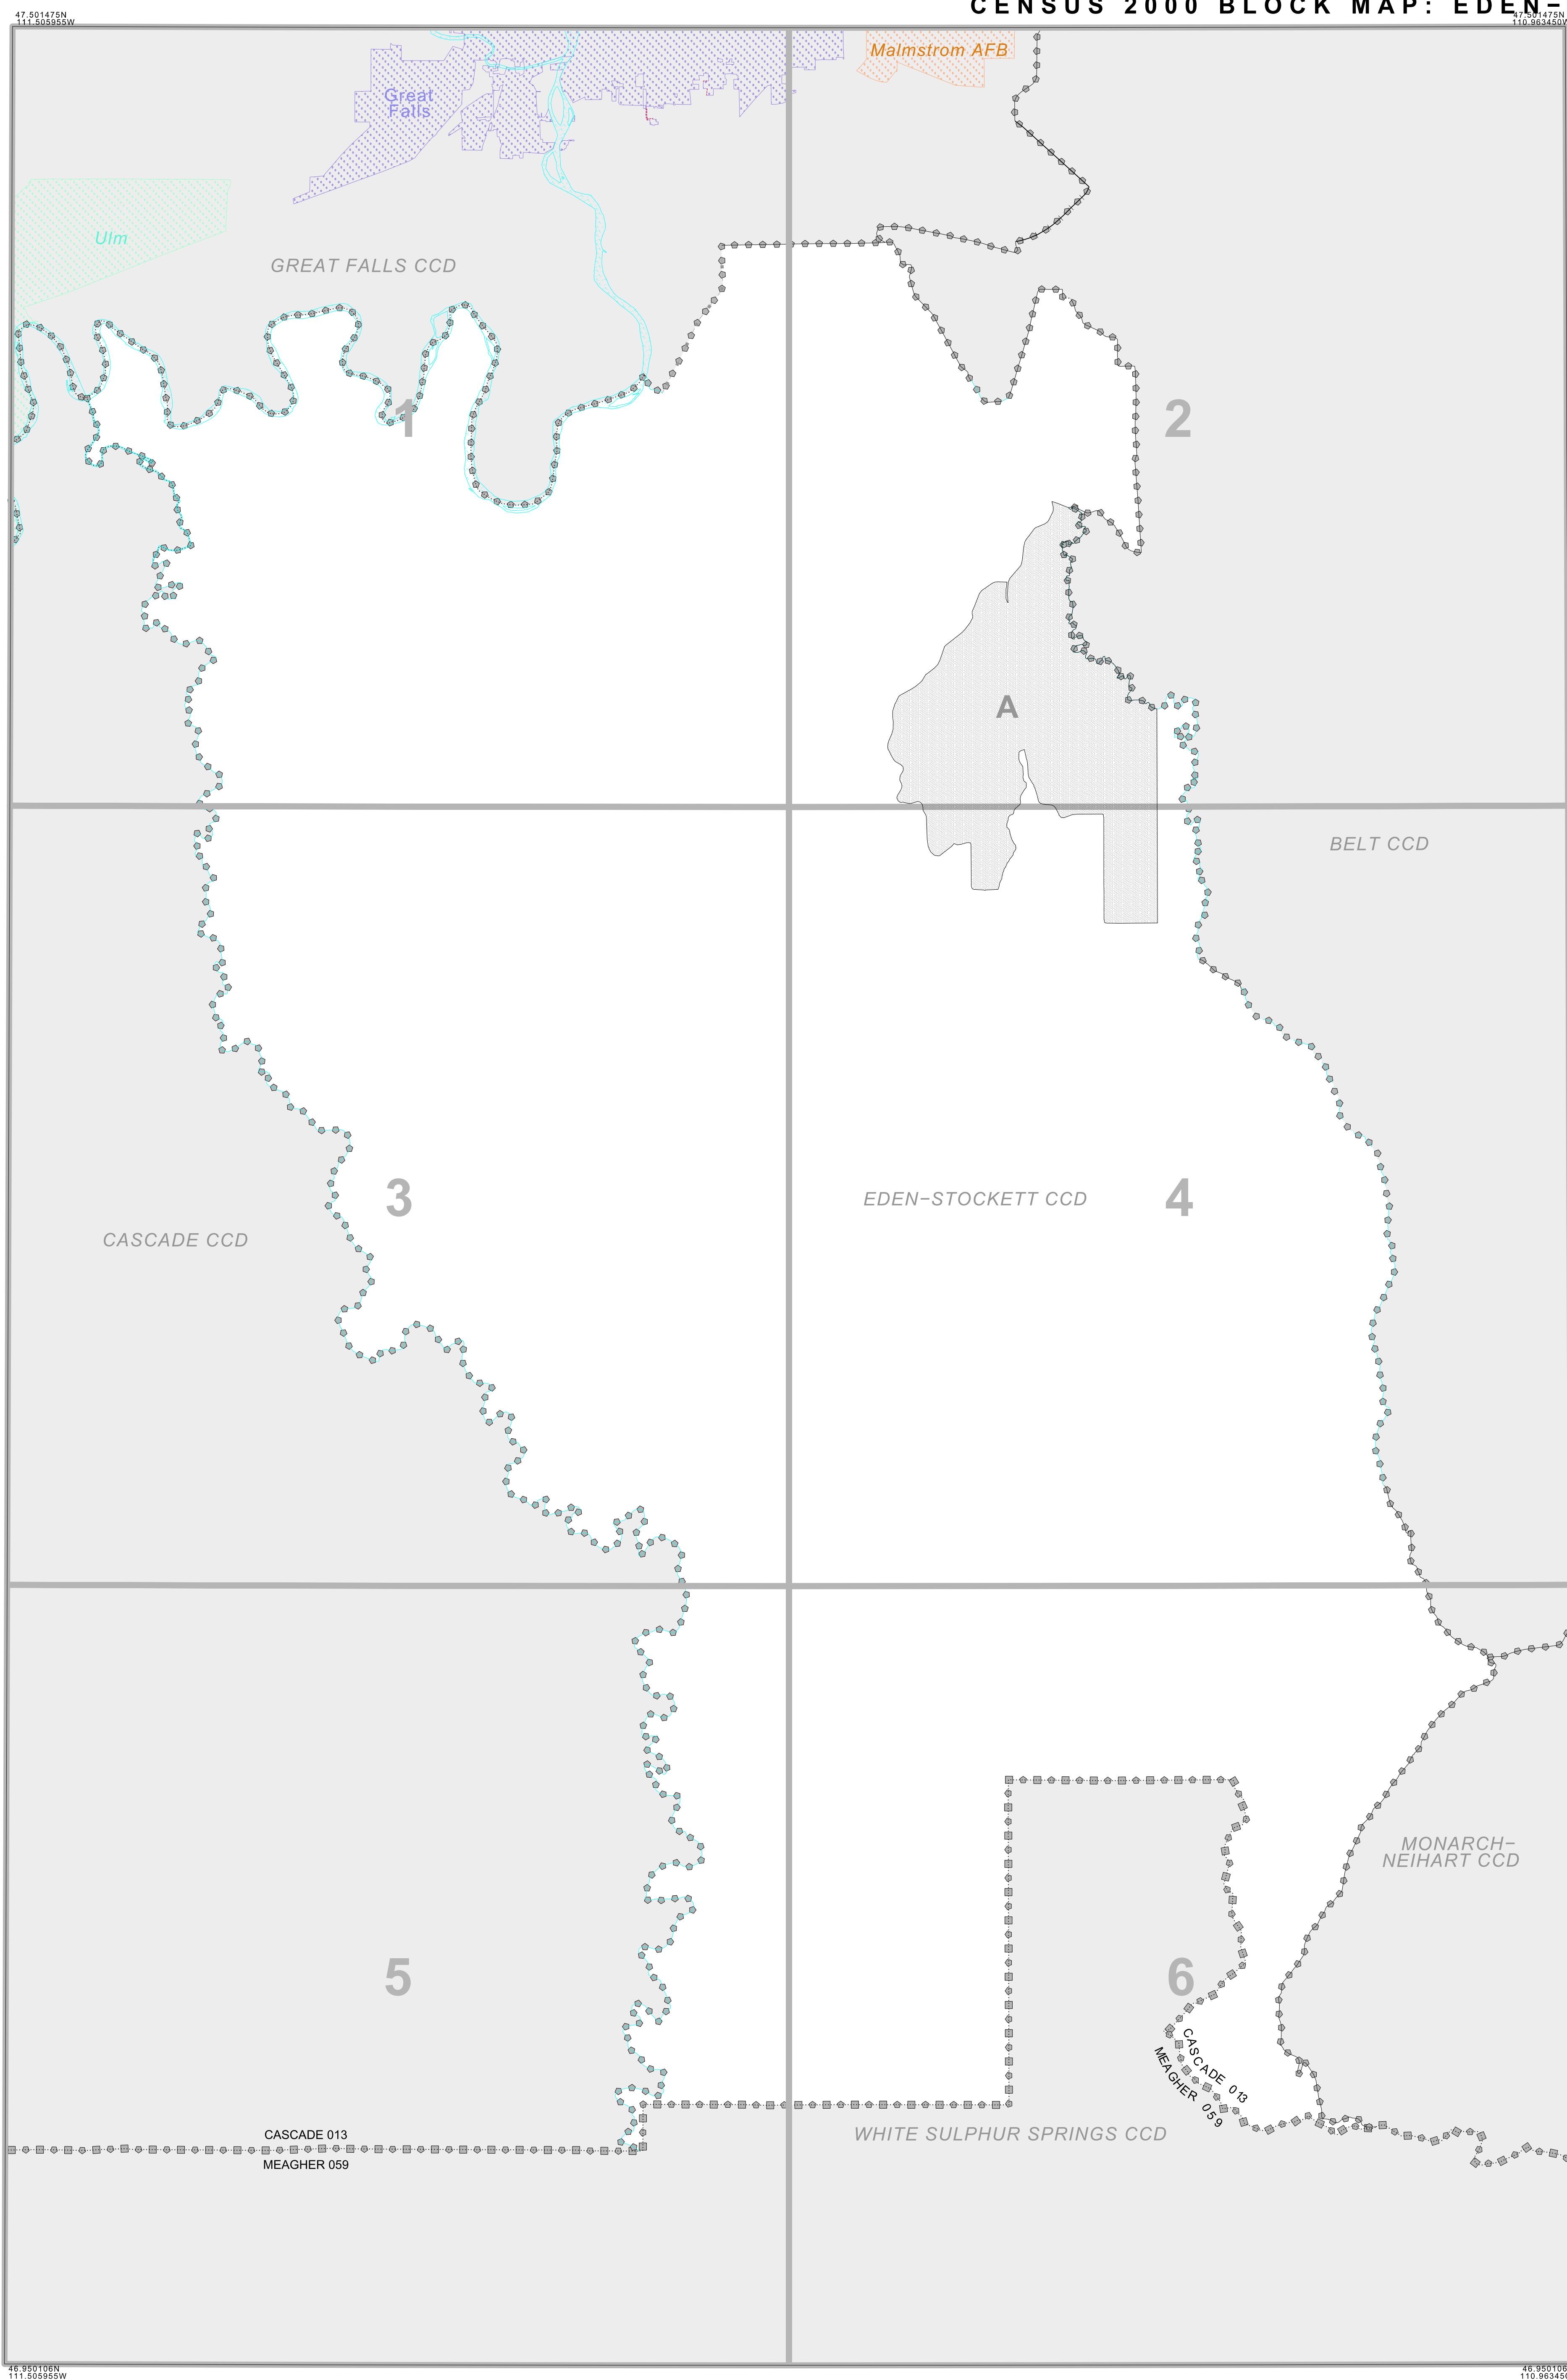 CENSUS 2000 BLOCK MAP: EDEN-
47.501475N
111.505955W
47.501475N
110.963450W
Malmstrom AFB
Great
Falls
Ulm
GREAT FALLS CCD
1
2
A
BELT CCD
3
EDEN-STOCKETT CCD
4
CASCADE CCD
MONARCH-
NEIHART CCD
5
6
CASCADE 013
MEAGHER 059
WHITE SULPHUR SPRINGS CCD
CASCADE 013
MEAGHER 059
46.950106N
111.505955W
46.950106
110.963450